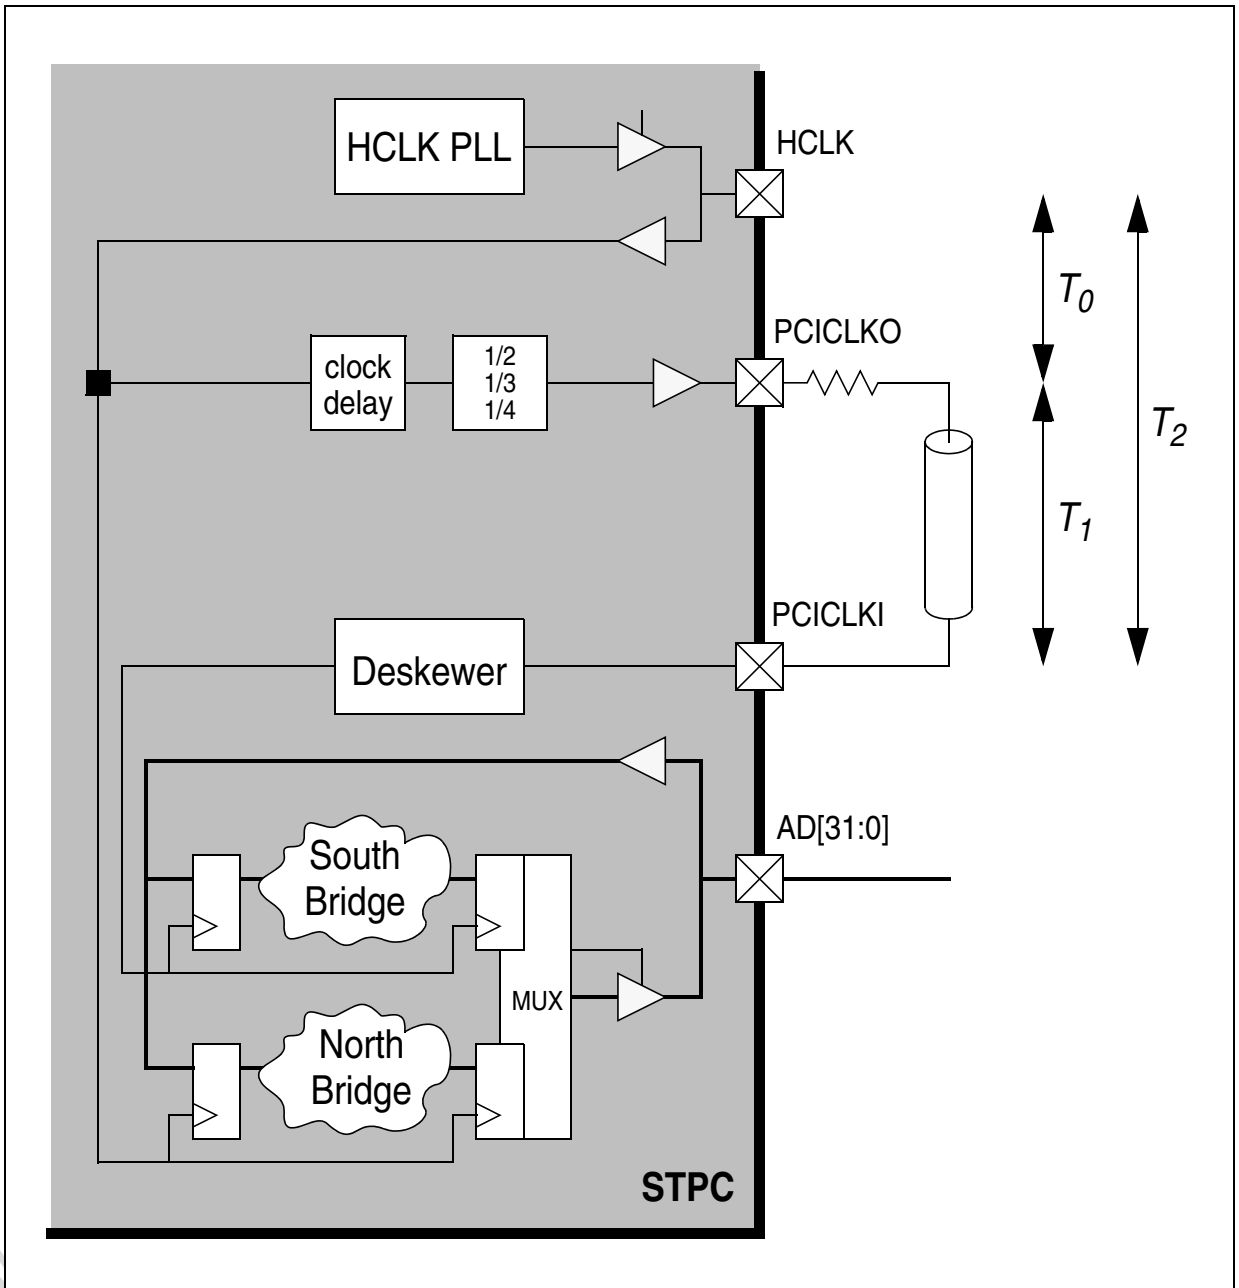 HCLK PLL
HCLK
T0
PCICLKO
clock
delay
1/2
1/3
1/4
T2
T1
PCICLKI
Deskewer
AD[31:0]
South
Bridge
MUX
North
Bridge
STPC